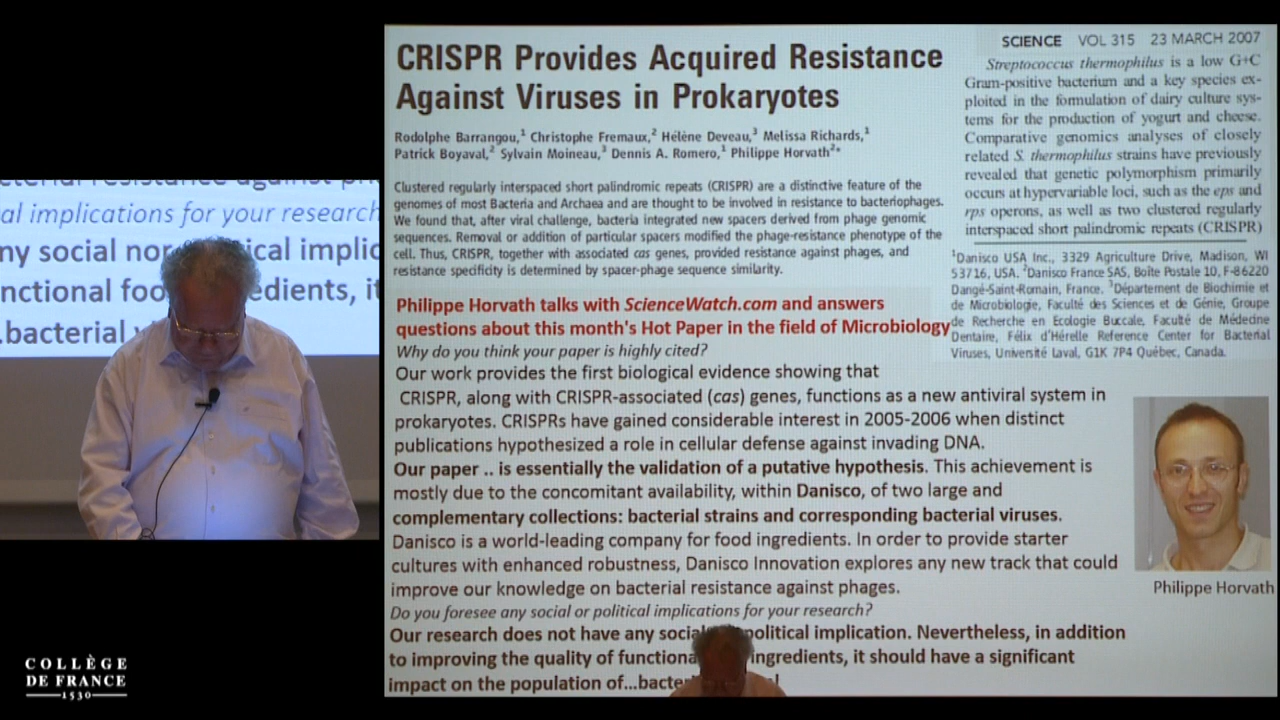 cterial resistance against ph
al implications for your research
ny social nor tical implic
nctional foo edients, it
.bacterial
COLLÈGE
DE FRANCE
1530
CRISPR Provides Acquired Resistance
Against Viruses in Prokaryotes
Rodolphe Barrangou,¹ Christophe Fremaux,² Hélène Deveau,³ Melissa Richards,¹
Patrick Boyaval,² Sylvain Moineau,³ Dennis A. Romero,¹ Philippe Horvath²*
Clustered regularly interspaced short palindromic repeats (CRISPR) are a distinctive feature of the
genomes of most Bacteria and Archaea and are thought to be involved in resistance to bacteriophages.
We found that, after viral challenge, bacteria integrated new spacers derived from phage genomic
sequences. Removal or addition of particular spacers modified the phage-resistance phenotype of the
cell. Thus, CRISPR, together with associated cas genes, provided resistance against phages, and
resistance specificity is determined by spacer-phage sequence similarity.
SCIENCE VOL 315 23 MARCH 2007
Streptococcus thermophilus is a low G+C
Gram-positive bacterium and a key species ex-
ploited in the formulation of dairy culture sys-
tems for the production of yogurt and cheese.
Comparative genomics analyses of closely
related S. thermophilus strains have previously
revealed that genetic polymorphism primarily
occurs at hypervariable loci, such as the eps and
rps operons, as well as two clustered regularly
interspaced short palindromic repeats (CRISPR)
¹Danisco USA Inc., 3329 Agriculture Drive, Madison, WI
53716, USA. ²Danisco France SAS, Boîte Postale 10, F-86220
Dangé-Saint-Romain, France. ³Département de Biochimie et
de Microbiologie, Faculté des Sciences et de Génie, Groupe
de Recherche en Ecologie Buccale, Faculté de Médecine
Dentaire, Félix d'Hérelle Reference Center for Bacterial
Viruses, Université Laval, G1K 7P4 Québec, Canada.
Philippe Horvath talks with ScienceWatch.com and answers
questions about this month's Hot Paper in the field of Microbiology
Why do you think your paper is highly cited?
Our work provides the first biological evidence showing that
CRISPR, along with CRISPR-associated (cas) genes, functions as a new antiviral system in
prokaryotes. CRISPRs have gained considerable interest in 2005-2006 when distinct
publications hypothesized a role in cellular defense against invading DNA.
Our paper .. is essentially the validation of a putative hypothesis. This achievement is
mostly due to the concomitant availability, within Danisco, of two large and
complementary collections: bacterial strains and corresponding bacterial viruses.
Danisco is a world-leading company for food ingredients. In order to provide starter
cultures with enhanced robustness, Danisco Innovation explores any new track that could
improve our knowledge on bacterial resistance against phages.
Do you foresee any social or political implications for your research?
Our research does not have any social political implication. Nevertheless, in addition
to improving the quality of functiona ingredients, it should have a significant
impact on the population of...bacte !
Philippe Horvath